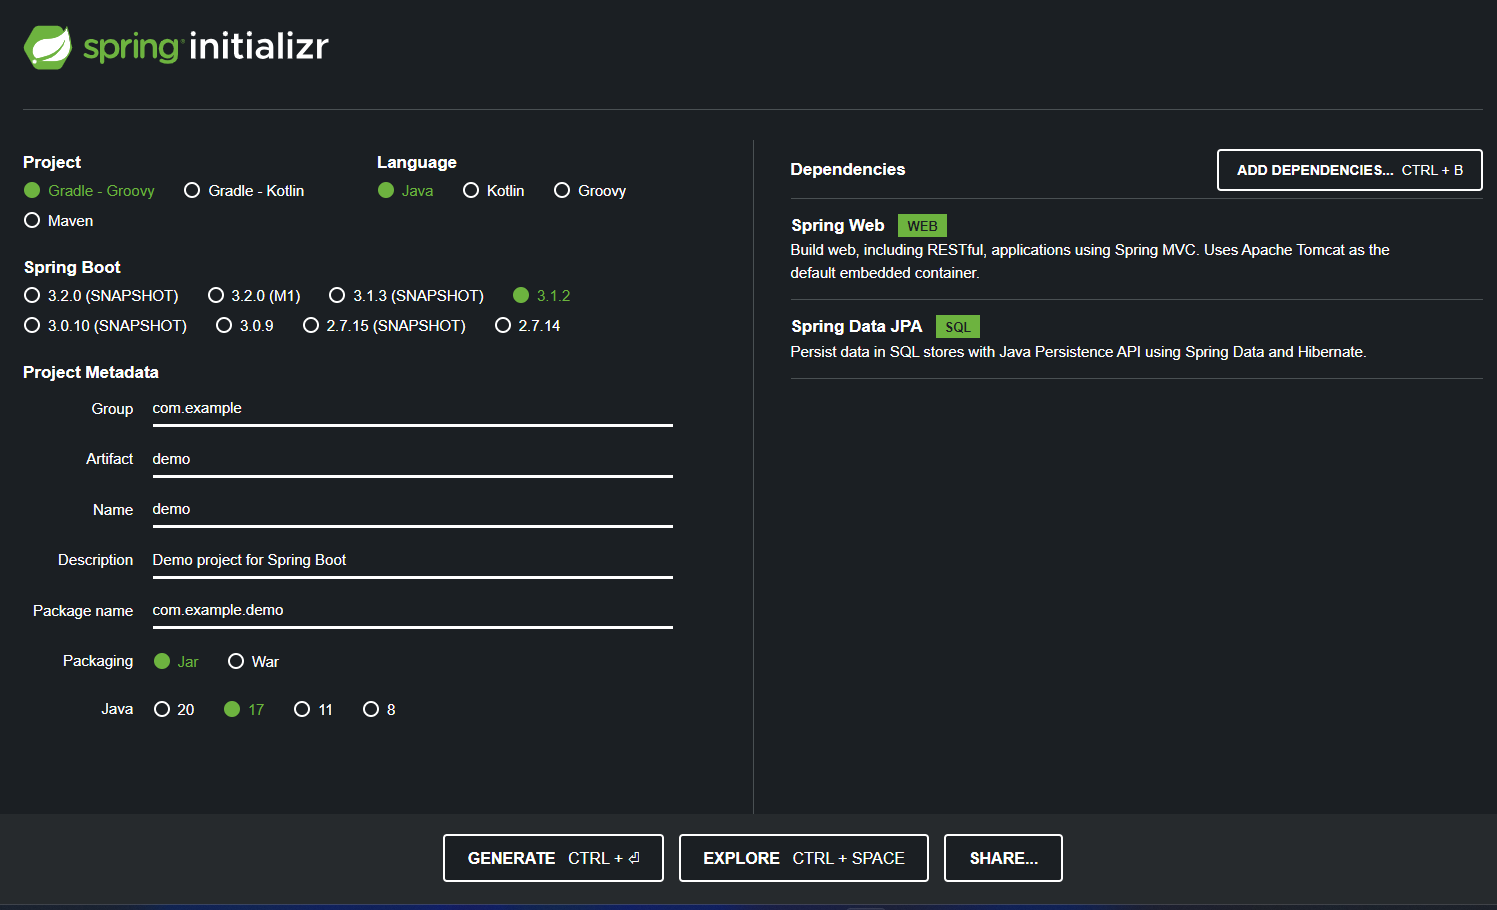 spring initializr
Project
Gradle - Groovy
Gradle - Kotlin
Maven
Language
Java
Kotlin
Groovy
Spring Boot
3.2.0 (SNAPSHOT)
3.2.0 (M1)
3.1.3 (SNAPSHOT)
3.1.2
3.0.10 (SNAPSHOT)
3.0.9
2.7.15 (SNAPSHOT)
2.7.14
Project Metadata
Group com.example
Artifact demo
Name demo
Description Demo project for Spring Boot
Package name com.example.demo
Packaging Jar War
Java 20 17 11 8
Dependencies
ADD DEPENDENCIES... CTRL + B
Spring Web WEB
Build web, including RESTful, applications using Spring MVC. Uses Apache Tomcat as the
default embedded container.
Spring Data JPA SQL
Persist data in SQL stores with Java Persistence API using Spring Data and Hibernate.
GENERATE CTRL + ⏎
EXPLORE CTRL + SPACE
SHARE...